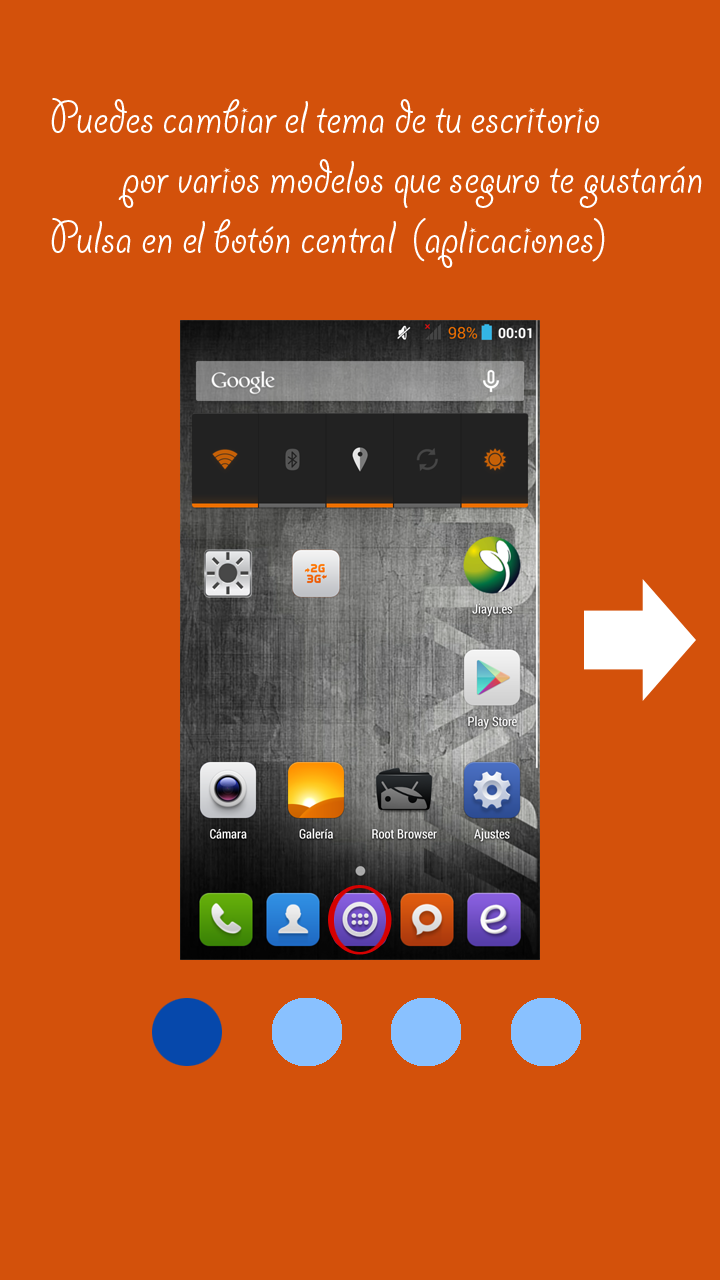 Puedes cambiar el tema de tu escritorio
por varios modelos que seguro te gustarán
Pulsa en el botón central (aplicaciones)
98% 00:01
Google
2G
3G
Jiayu.es
Play Store
Cámara Galería Root Browser Ajustes